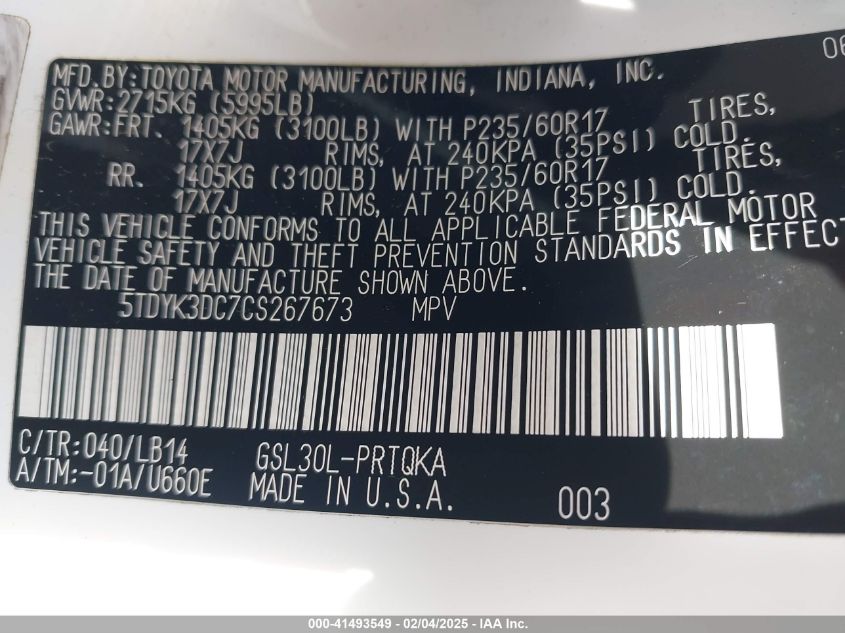 MFD. BY: TOYOTA MOTOR MANUFACTURING, INDIANA, INC. 06
GVWR: 2715KG (5995LB)
GAWR: FRT. 1405KG (3100LB) WITH P235/60R17 TIRES,
17X7J RIMS, AT 240KPA (35PSI) COLD.
RR. 1405KG (3100LB) WITH P235/60R17 TIRES,
17X7J RIMS, AT 240KPA (35PSI) COLD.
THIS VEHICLE CONFORMS TO ALL APPLICABLE FEDERAL MOTOR
VEHICLE SAFETY AND THEFT PREVENTION STANDARDS IN EFFECT
THE DATE OF MANUFACTURE SHOWN ABOVE.
5TDYK3DC7CS267673 MPV
C/TR: 040/LB14 GSL30L-PRTQKA
A/TM: -01A/U660E MADE IN U.S.A. 003
000-41493549 - 02/04/2025 - IAA Inc.